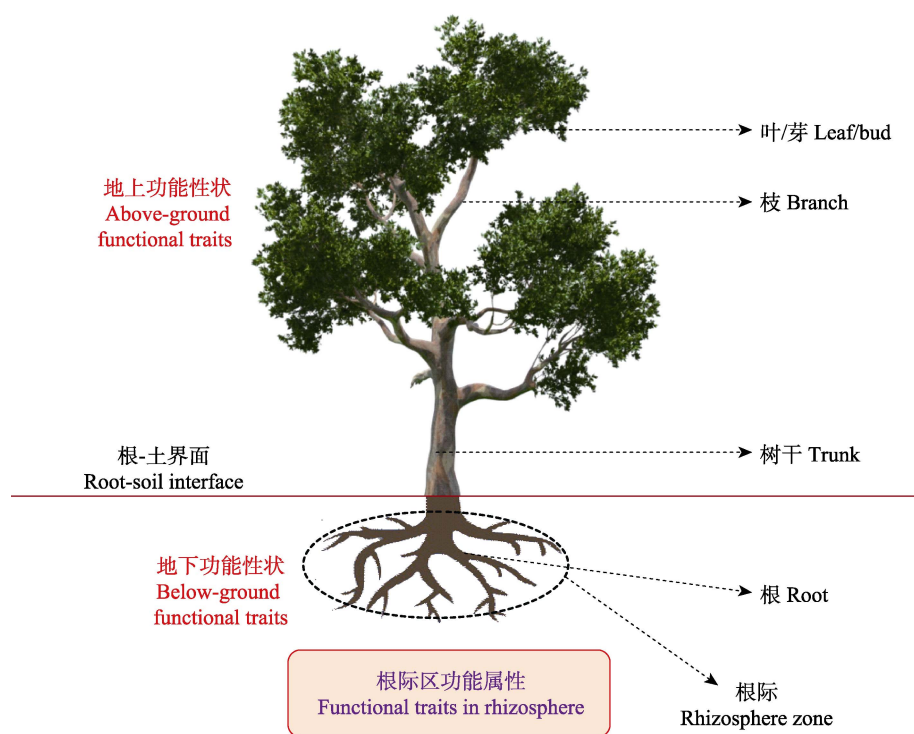 叶/芽 Leaf/bud
地上功能性状
Above-ground
functional traits
枝 Branch
根-土界面
Root-soil interface
树干 Trunk
地下功能性状
Below-ground
functional traits
根 Root
根际区功能属性
Functional traits in rhizosphere
根际
Rhizosphere zone